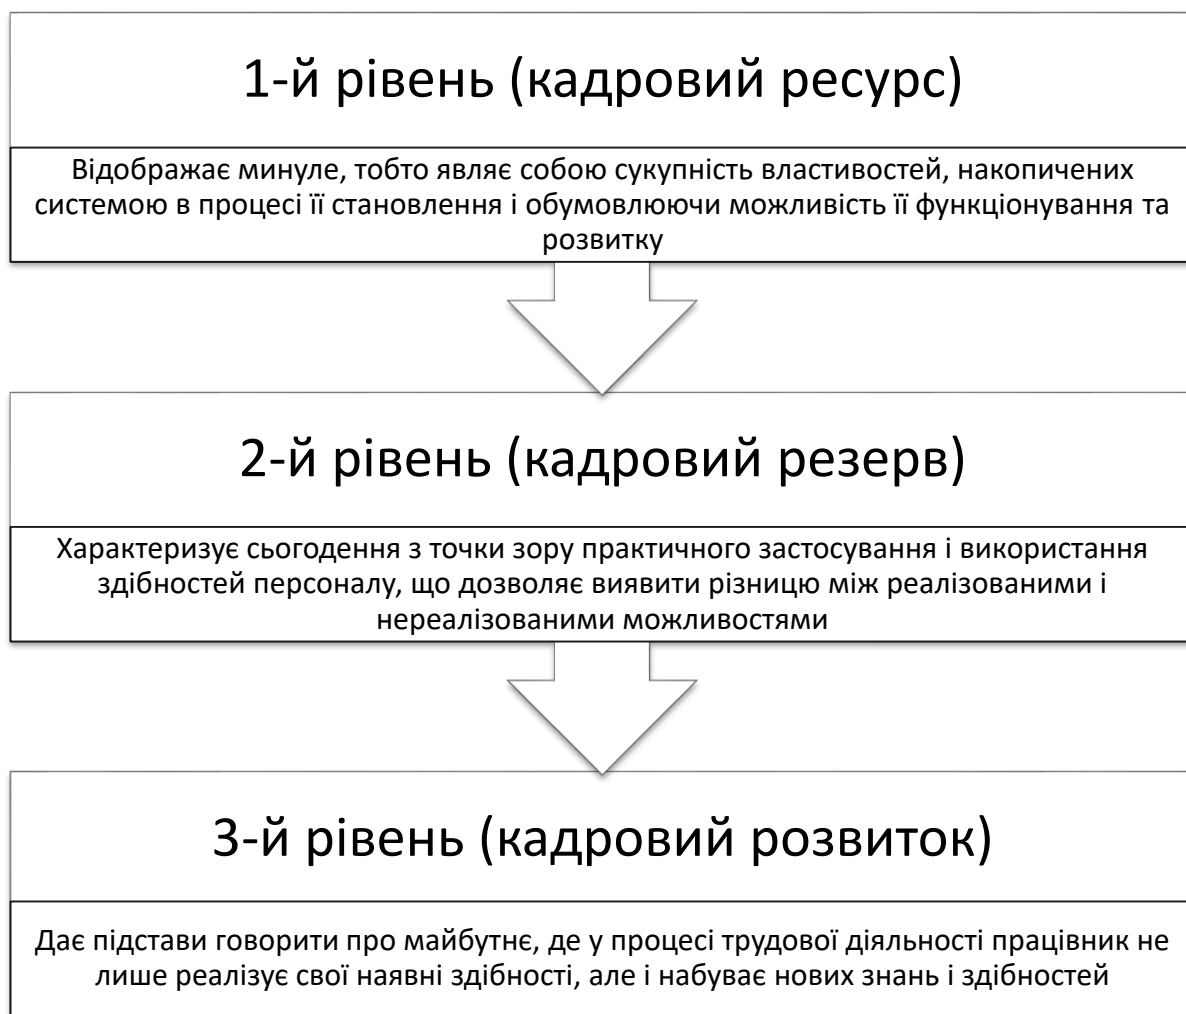 1-й рівень (кадровий ресурс)
Відображає минуле, тобто являє собою сукупність властивостей, накопичених
системою в процесі її становлення і обумовлюючи можливість її функціонування та
розвитку
2-й рівень (кадровий резерв)
Характеризує сьогодення з точки зору практичного застосування і використання
здібностей персоналу, що дозволяє виявити різницю між реалізованими і
нереалізованими можливостями
3-й рівень (кадровий розвиток)
Дає підстави говорити про майбутнє, де у процесі трудової діяльності працівник не
лише реалізує свої наявні здібності, але і набуває нових знань і здібностей